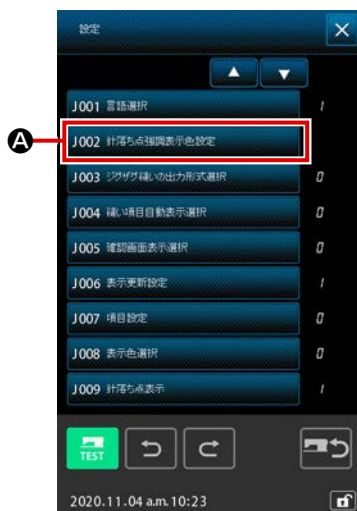 設定
J001 言語選択 1
A
J002 針落ち点強調表示色設定
J003 ジグザグ縫いの出力形式選択 0
J004 縫い項目自動表示選択 0
J005 確認画面表示選択 0
J006 表示更新設定 1
J007 項目設定 0
J008 表示色選択 0
J009 針落ち点表示 1
TEST
2020.11.04 a.m.10:23